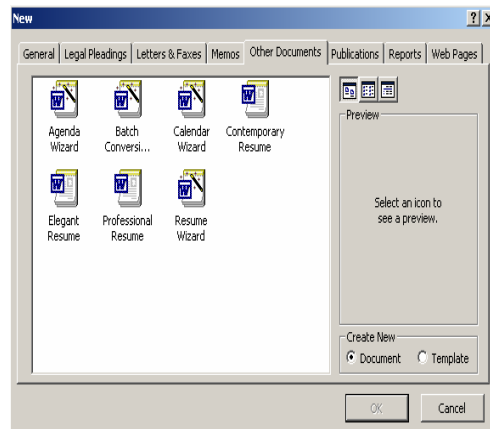 New
General Legal Pleadings Letters & Faxes Memos Other Documents Publications Reports Web Pages
Agenda Wizard
Batch Conversi...
Calendar Wizard
Contemporary Resume
Elegant Resume
Professional Resume
Resume Wizard
Preview
Select an icon to
see a preview.
Create New
Document Template
OK Cancel